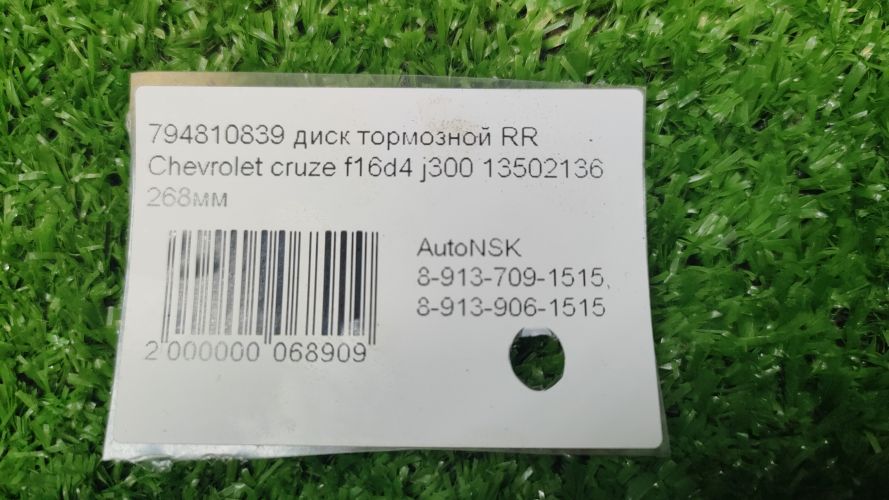 794810839 диск тормозной RR
Chevrolet cruze f16d4 j300 13502136
268мм
AutoNSK
8-913-709-1515,
8-913-906-1515
2 000000 068909